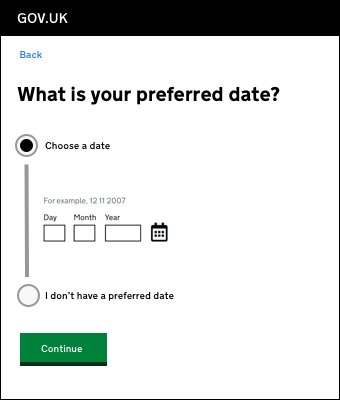 GOV.UK
Back
What is your preferred date?
Choose a date
For example, 12 11 2007
Day Month Year
I don't have a preferred date
Continue